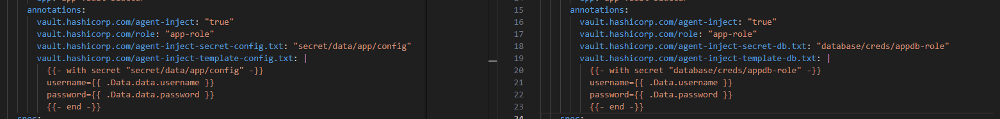 annotations:
vault.hashicorp.com/agent-inject: "true"
vault.hashicorp.com/role: "app-role"
vault.hashicorp.com/agent-inject-secret-config.txt: "secret/data/app/config"
vault.hashicorp.com/agent-inject-template-config.txt: |
{{- with secret "secret/data/app/config" -}}
username={{ .Data.data.username }}
password={{ .Data.data.password }}
{{- end -}}
spec:
15 annotations:
16 vault.hashicorp.com/agent-inject: "true"
17 vault.hashicorp.com/role: "app-role"
18 vault.hashicorp.com/agent-inject-secret-db.txt: "database/creds/appdb-role"
19 vault.hashicorp.com/agent-inject-template-db.txt: |
20 {{- with secret "database/creds/appdb-role" -}}
21 username={{ .Data.username }}
22 password={{ .Data.password }}
23 {{- end -}}
24 spec: